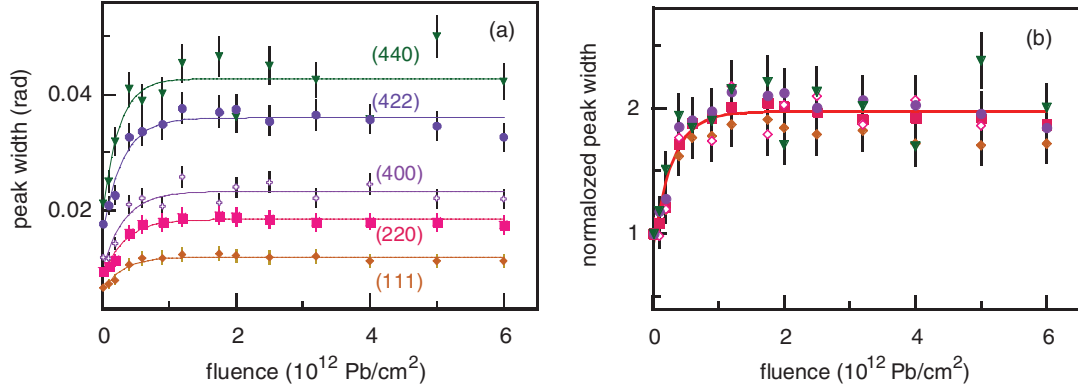 (a)
(440)
(422)
(400)
(220)
(111)
0.04
0.02
peak width (rad)
0 2 4 6
fluence (10¹² Pb/cm²)
(b)
2
1
normalozed peak width
0 2 4 6
fluence (10¹² Pb/cm²)